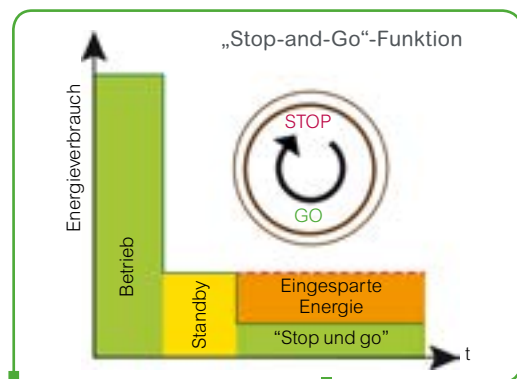 „Stop-and-Go“-Funktion
Energieverbrauch
STOP
GO
Betrieb
Standby
Eingesparte
Energie
“Stop und go”
t